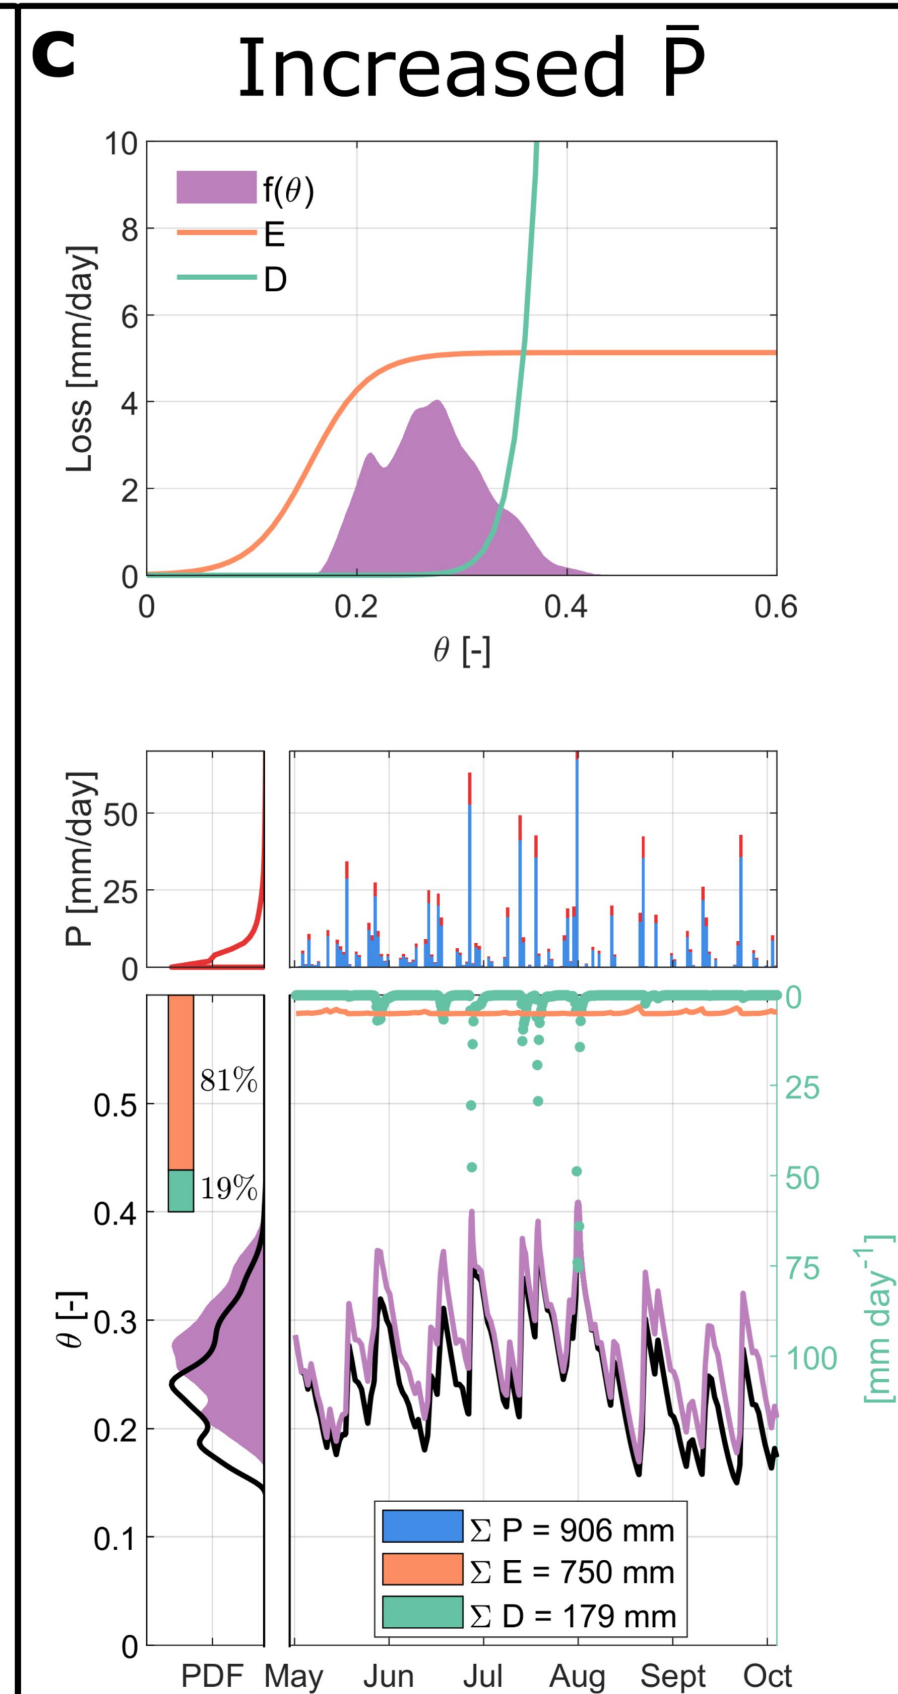 c
Increased P̄
10
8
6
4
2
0
Loss [mm/day]
f(θ)
E
D
0 0.2 0.4 0.6
θ [-]
P [mm/day]
50
25
0
81%
19%
0.5
0.4
0.3
0.2
0.1
0
θ [-]
0
25
50
75
100
[mm day⁻¹]
Σ P = 906 mm
Σ E = 750 mm
Σ D = 179 mm
PDF May Jun Jul Aug Sept Oct